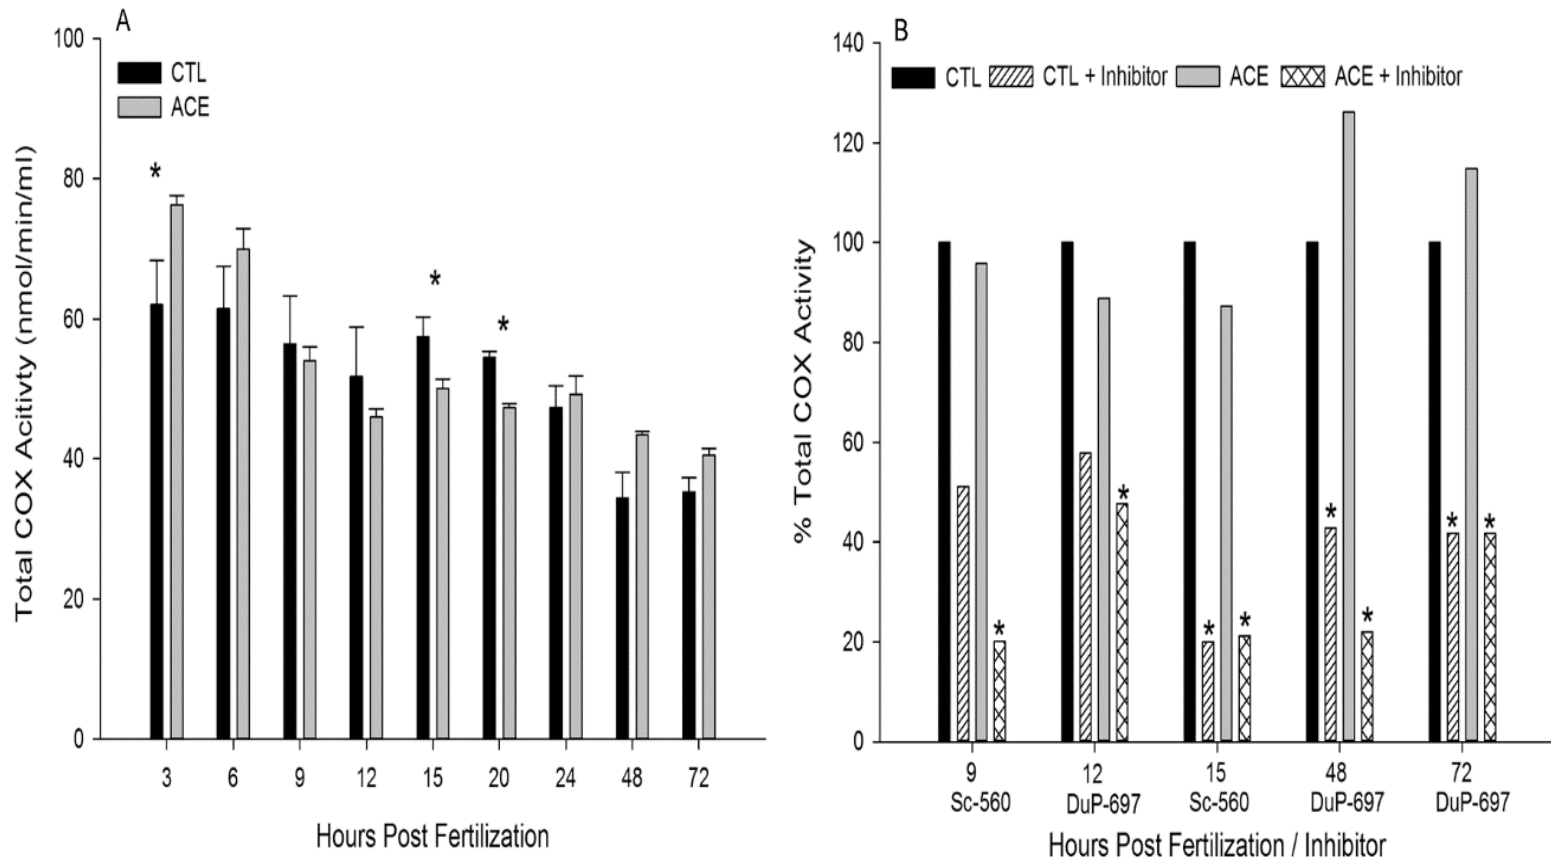 A
100
80
60
40
20
0
Total COX Acitivty (nmol/min/ml)
CTL
ACE
*
*
*
3 6 9 12 15 20 24 48 72
Hours Post Fertilization
B
140
120
100
80
60
40
20
0
% Total COX Activity
CTL CTL + Inhibitor ACE ACE + Inhibitor
*
*
*
*
*
*
*
*
9 12 15 48 72
Sc-560 DuP-697 Sc-560 DuP-697 DuP-697
Hours Post Fertilization / Inhibitor